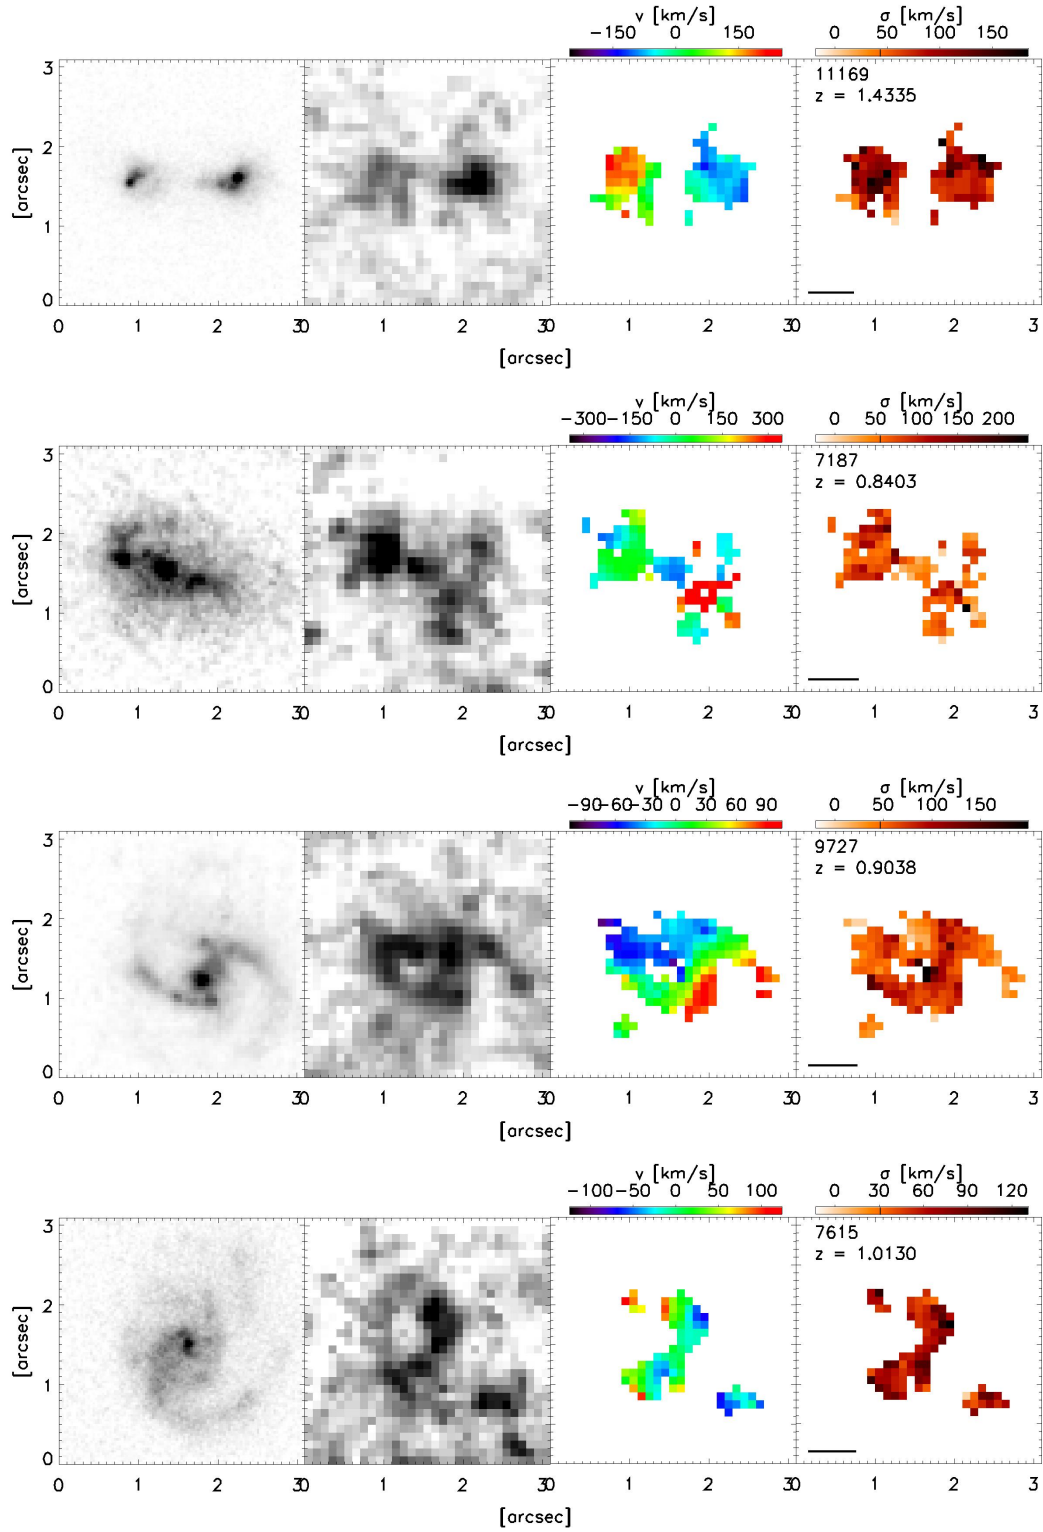 v [km/s] σ [km/s]
−150 0 150 0 50 100 150
11169
z = 1.4335
3
2
1
0
[arcsec]
0 1 2 30 1 2 30 1 2 30 1 2 3
[arcsec]
v [km/s] σ [km/s]
−300−150 0 150 300 0 50 100 150 200
7187
z = 0.8403
3
2
1
0
[arcsec]
0 1 2 30 1 2 30 1 2 30 1 2 3
[arcsec]
v [km/s] σ [km/s]
−90−60−30 0 30 60 90 0 50 100 150
9727
z = 0.9038
3
2
1
0
[arcsec]
0 1 2 30 1 2 30 1 2 30 1 2 3
[arcsec]
v [km/s] σ [km/s]
−100−50 0 50 100 0 30 60 90 120
7615
z = 1.0130
3
2
1
0
[arcsec]
0 1 2 30 1 2 30 1 2 30 1 2 3
[arcsec]